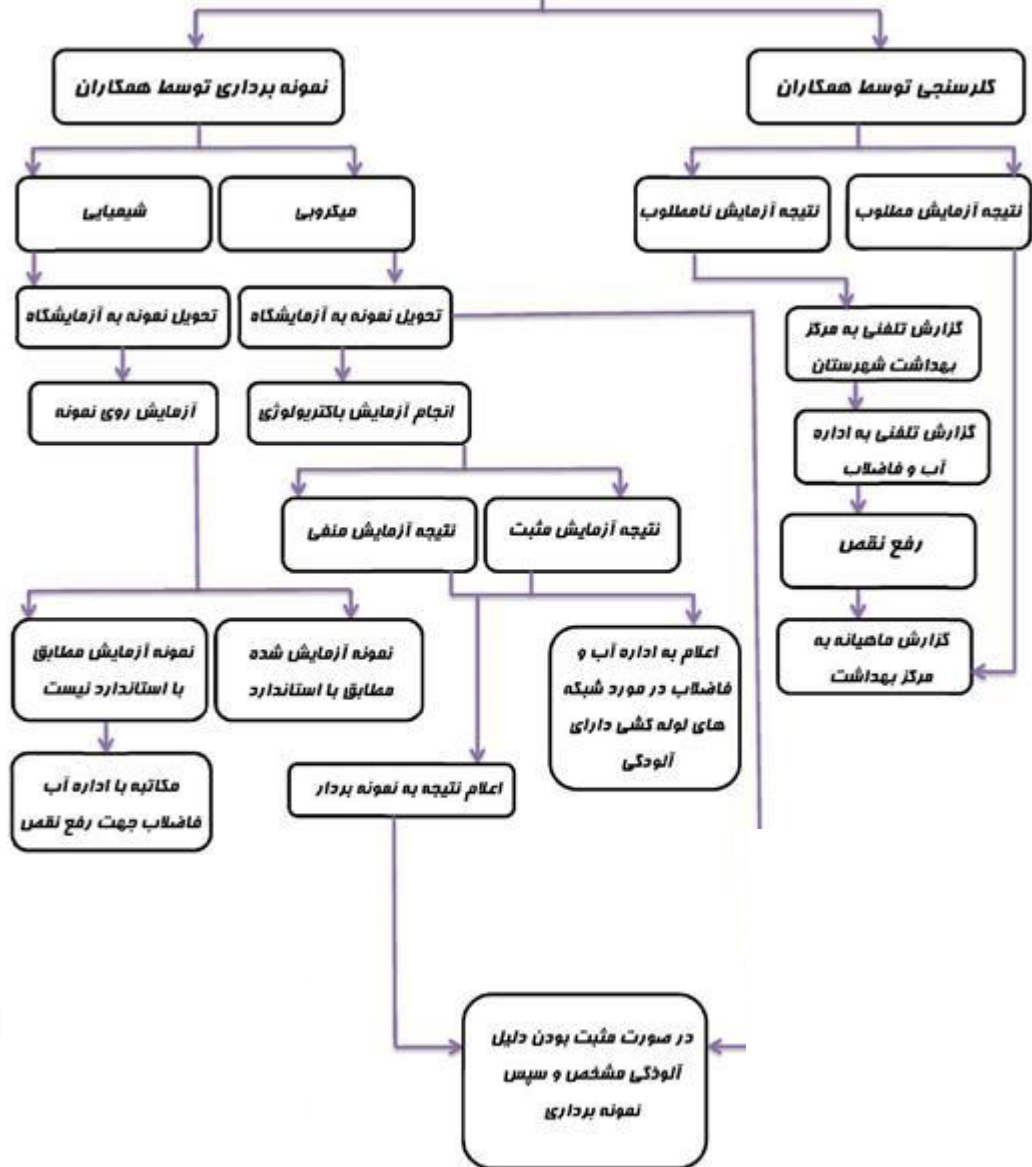 کلرسنجی توسط همکاران
نمونه برداری توسط همکاران
نتیجه آزمایش مطلوب
نتیجه آزمایش نامطلوب
میکروبی
شیمیایی
گزارش تلفنی به مرکز
بهداشت شهرستان
تحویل نمونه به آزمایشگاه
تحویل نمونه به آزمایشگاه
گزارش تلفنی به اداره
آب و فاضلاب
انجام آزمایش باکتریولوژی
آزمایش روی نمونه
رفع نقص
نتیجه آزمایش مثبت
نتیجه آزمایش منفی
گزارش ماهیانه به
مرکز بهداشت
اعلام به اداره آب و
فاضلاب در مورد شبکه
های لوله کشی دارای
آلودگی
نمونه آزمایش شده
مطابق با استاندارد
نمونه آزمایش مطابق
با استاندارد نیست
اعلام نتیجه به نمونه بردار
مکاتبه با اداره آب
فاضلاب جهت رفع نقص
در صورت مثبت بودن دلیل
آلوذگی مشخص و سپس
نمونه برداری